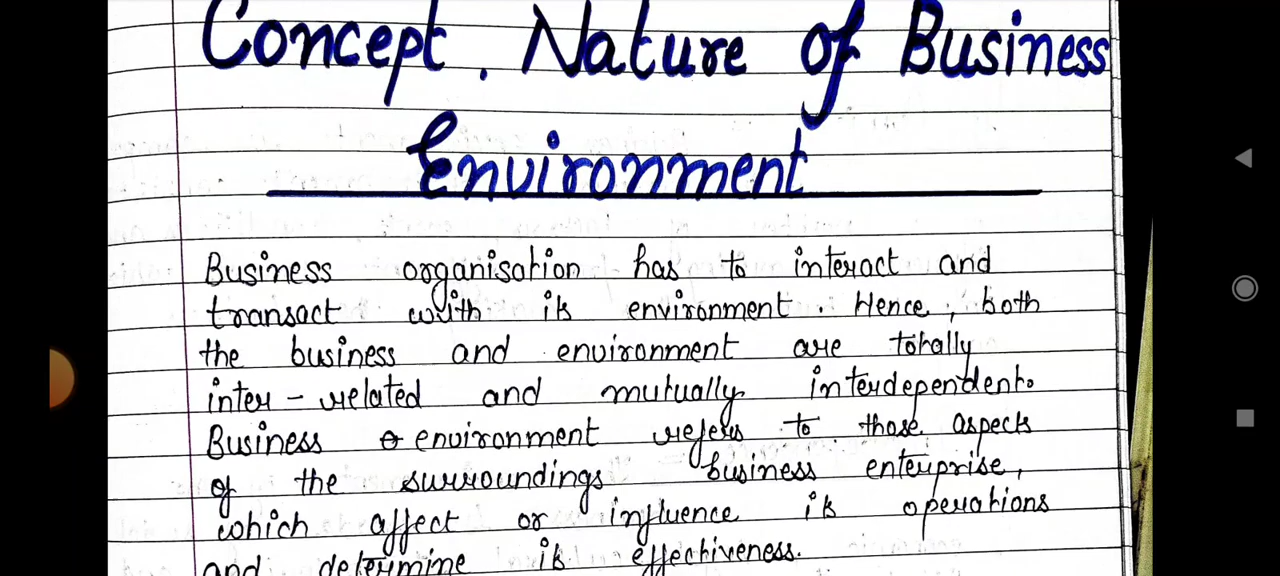 Concept, Nature of Business
Environment
Business organisation has to interact and
transact with its environment. Hence, both
the business and environment are totally
inter-related and mutually interdependent.
Business environment refers to those aspects
of the surroundings business enterprise,
which affect or influence its operations
and determine its effectiveness.